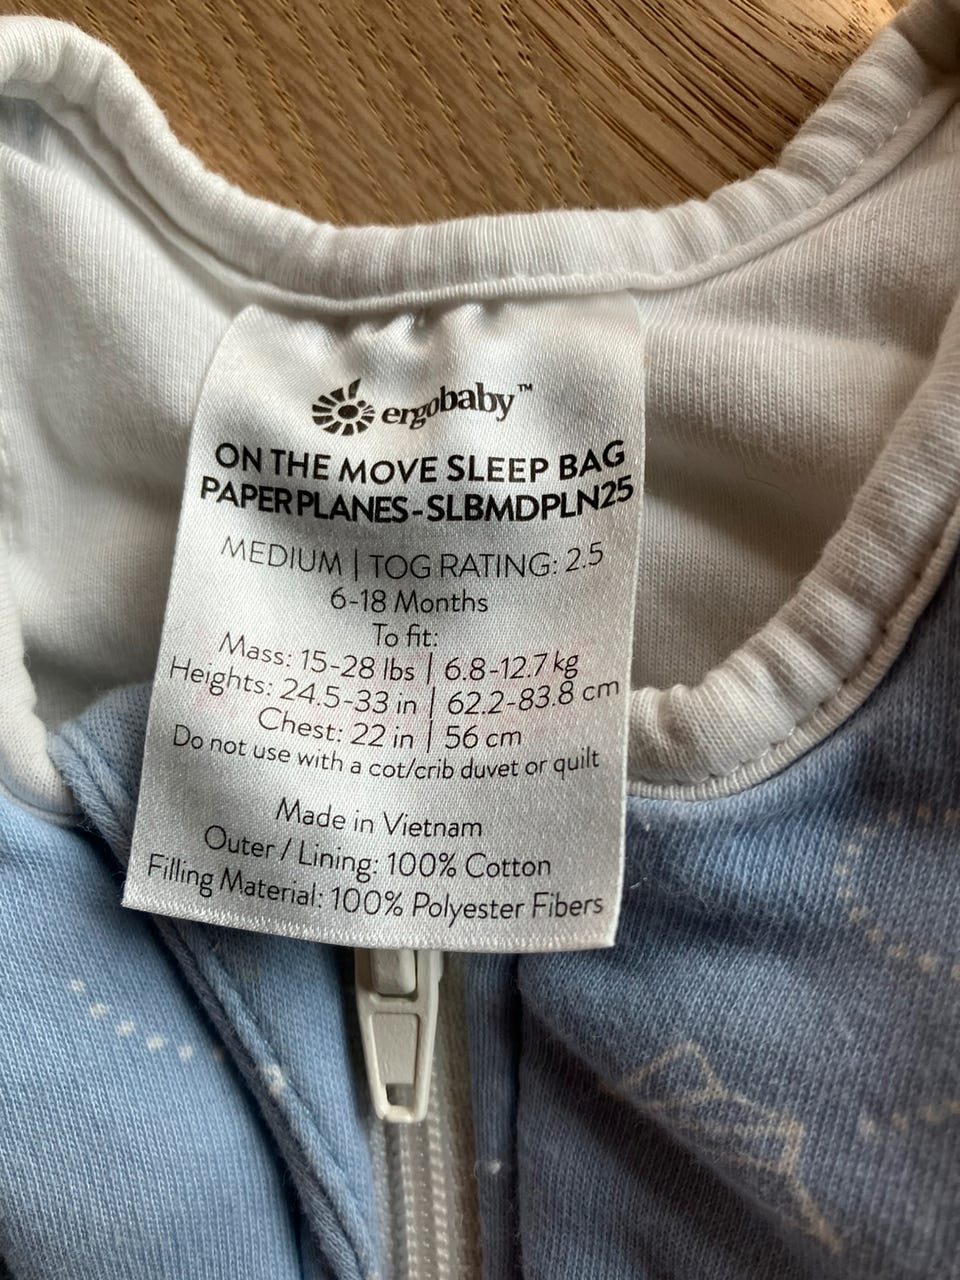 ergobaby™
ON THE MOVE SLEEP BAG
PAPER PLANES-SLBMDPLN25
MEDIUM | TOG RATING: 2.5
6-18 Months
To fit:
Mass: 15-28 lbs | 6.8-12.7 kg
Heights: 24.5-33 in | 62.2-83.8 cm
Chest: 22 in | 56 cm
Do not use with a cot/crib duvet or quilt
Made in Vietnam
Outer / Lining: 100% Cotton
Filling Material: 100% Polyester Fibers